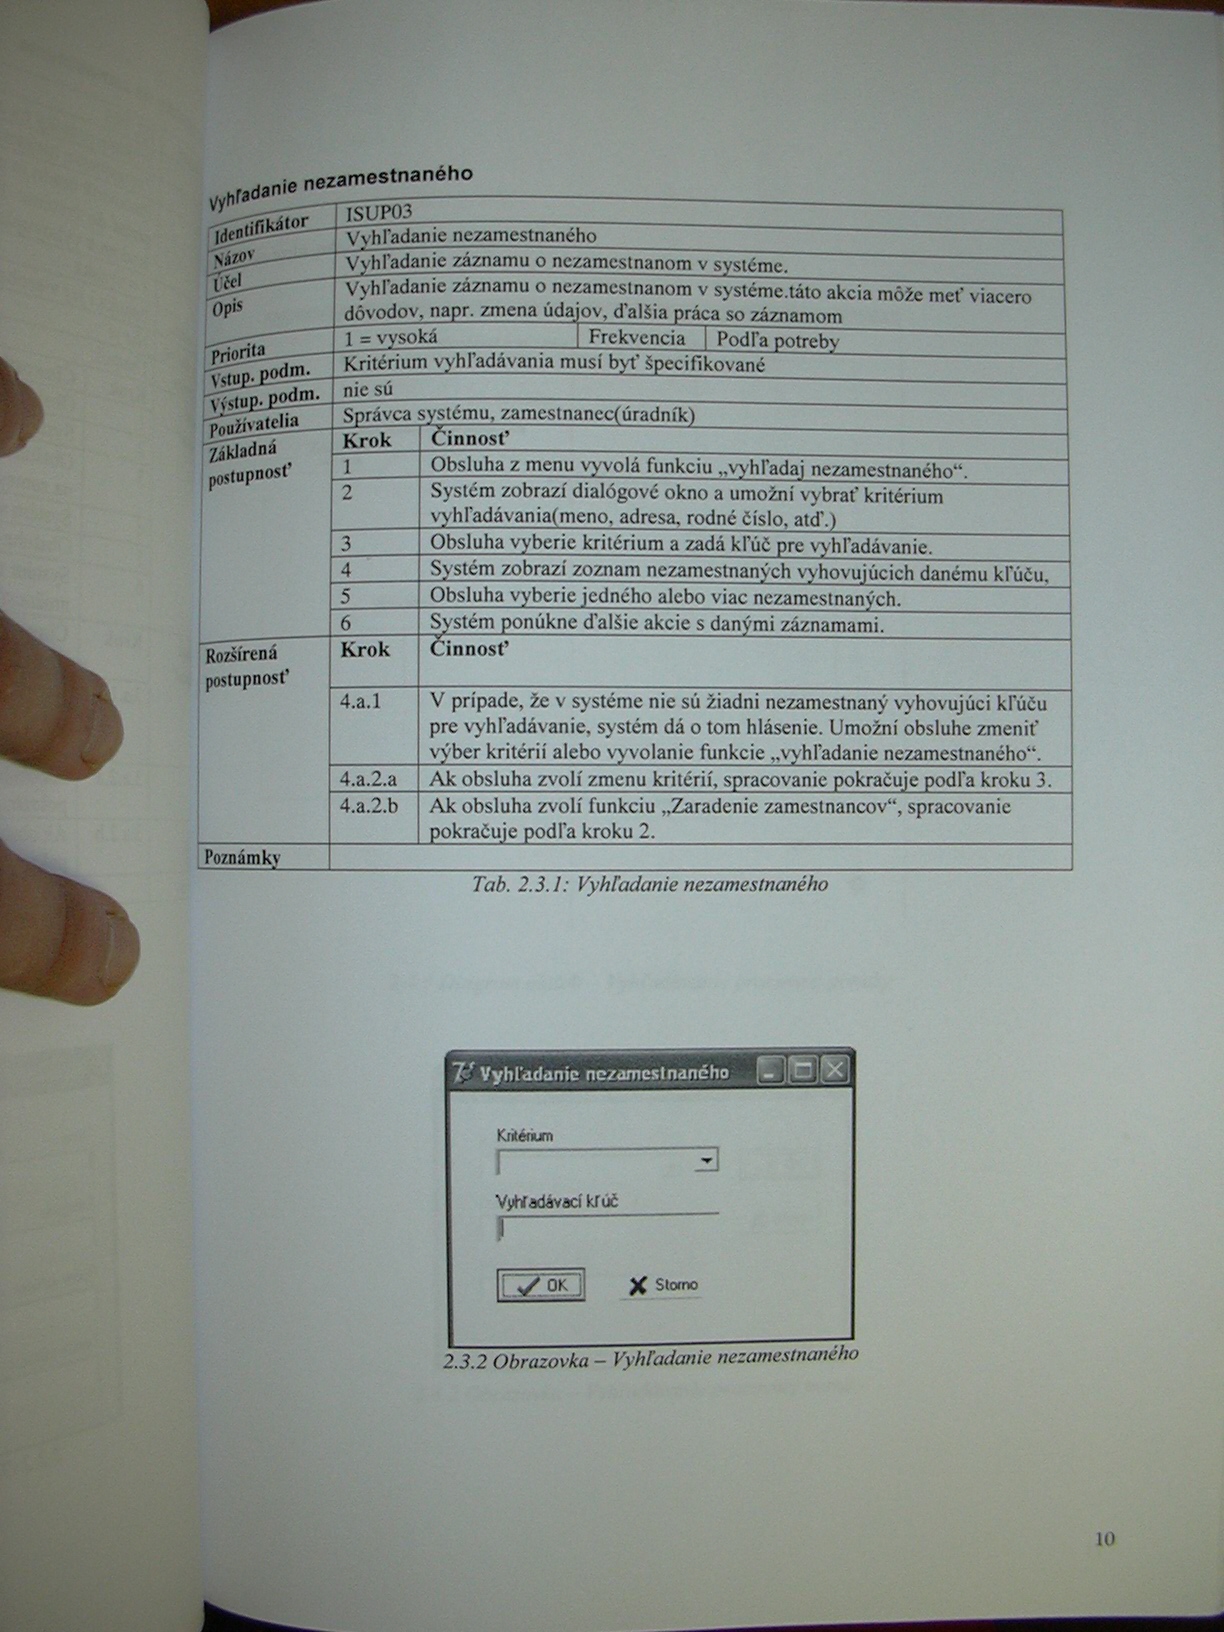 Vyhľadanie nezamestnaného
Identifikátor ISUP03
Názov Vyhľadanie nezamestnaného
Účel Vyhľadanie záznamu o nezamestnanom v systéme.
Opis Vyhľadanie záznamu o nezamestnanom v systéme.táto akcia môže meť viacero
dôvodov, napr. zmena údajov, ďalšia práca so záznamom
Priorita 1 = vysoká Frekvencia Podľa potreby
Vstup. podm. Kritérium vyhľadávania musí byť špecifikované
Výstup. podm. nie sú
Používatelia Správca systému, zamestnanec(úradník)
Základná postupnosť Krok Činnosť
1 Obsluha z menu vyvolá funkciu „vyhľadaj nezamestnaného“.
2 Systém zobrazí dialógové okno a umožní vybrať kritérium
vyhľadávania(meno, adresa, rodné číslo, atď.)
3 Obsluha vyberie kritérium a zadá kľúč pre vyhľadávanie.
4 Systém zobrazí zoznam nezamestnaných vyhovujúcich danému kľúču,
5 Obsluha vyberie jedného alebo viac nezamestnaných.
6 Systém ponúkne ďalšie akcie s danými záznamami.
Rozšírená postupnosť Krok Činnosť
4.a.1 V prípade, že v systéme nie sú žiadni nezamestnaný vyhovujúci kľúču
pre vyhľadávanie, systém dá o tom hlásenie. Umožní obsluhe zmeniť
výber kritérií alebo vyvolanie funkcie „vyhľadanie nezamestnaného“.
4.a.2.a Ak obsluha zvolí zmenu kritérií, spracovanie pokračuje podľa kroku 3.
4.a.2.b Ak obsluha zvolí funkciu „Zaradenie zamestnancov“, spracovanie
pokračuje podľa kroku 2.
Poznámky
Tab. 2.3.1: Vyhľadanie nezamestnaného
Vyhľadanie nezamestnaného
Kritérium
Vyhľadávací kľúč
OK Storno
2.3.2 Obrazovka – Vyhľadanie nezamestnaného
10